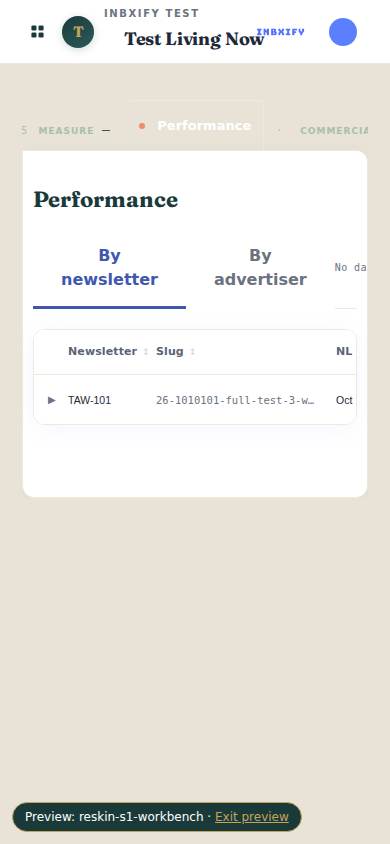 INBXIFY TEST
T
Test Living Now
INBXIFY
5 MEASURE —
Performance
· COMMERCIA
Performance
By newsletter
By advertiser
No da
Newsletter ↕ Slug ↕ NL
▶ TAW-101 26-1010101-full-test-3-w… Oct
Preview: reskin-s1-workbench · Exit preview